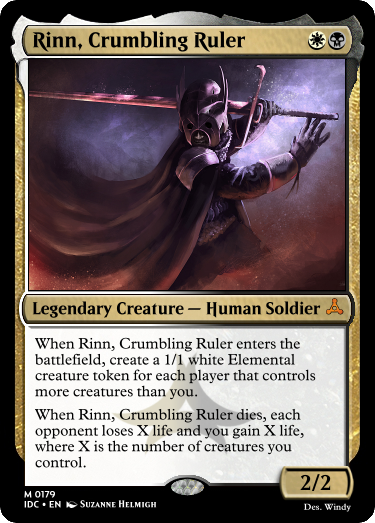 Rinn, Crumbling Ruler
Legendary Creature — Human Soldier
When Rinn, Crumbling Ruler enters the
battlefield, create a 1/1 white Elemental
creature token for each player that controls
more creatures than you.
When Rinn, Crumbling Ruler dies, each
opponent loses X life and you gain X life,
where X is the number of creatures you
control.
2/2
M 0179
IDC • EN Suzanne Helmigh
Des. Windy